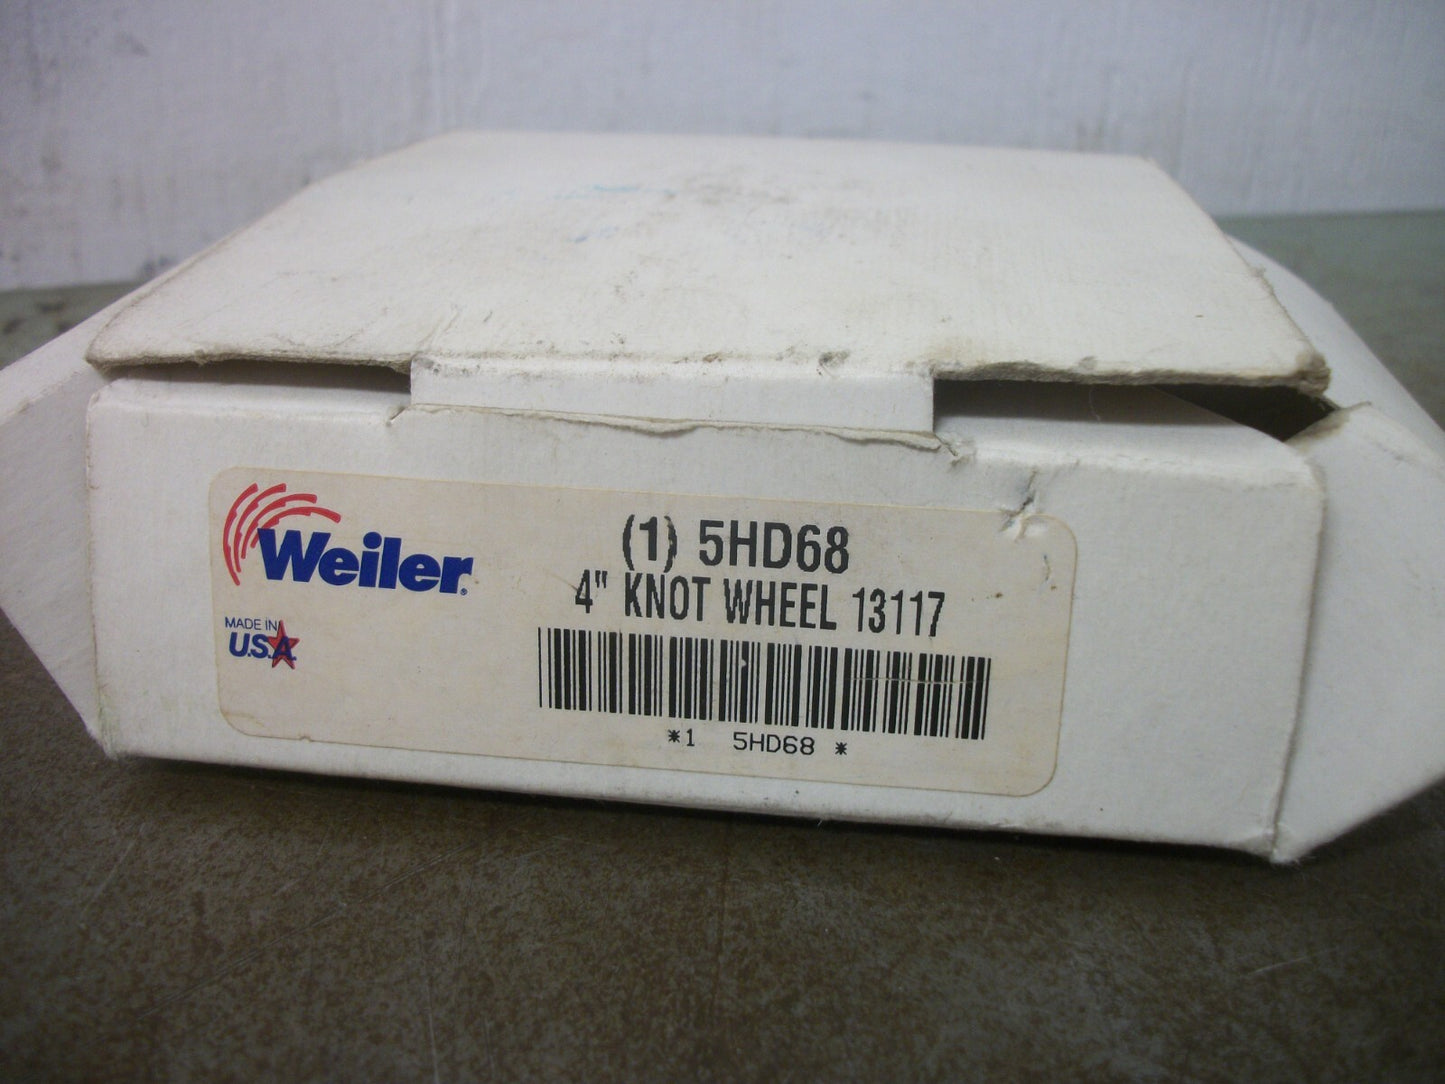 Weiler®
MADE IN
U.S.A.
(1) 5HD68
4" KNOT WHEEL 13117
*1 5HD68 *